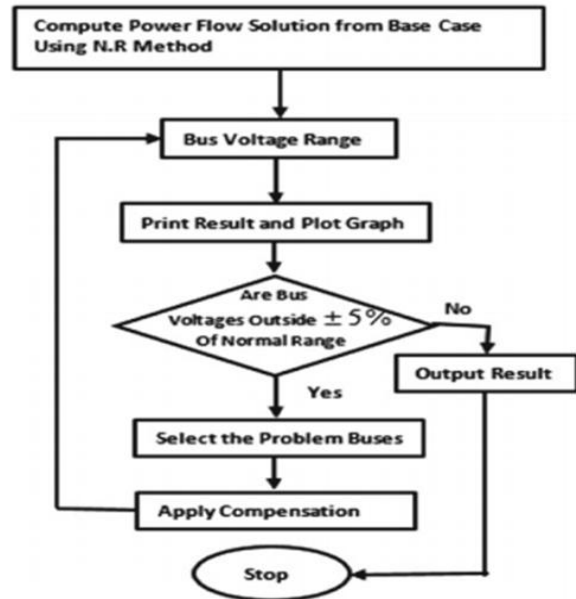 Compute Power Flow Solution from Base Case
Using N.R Method
Bus Voltage Range
Print Result and Plot Graph
Are Bus
Voltages Outside ±5%
Of Normal Range
No
Output Result
Yes
Select the Problem Buses
Apply Compensation
Stop